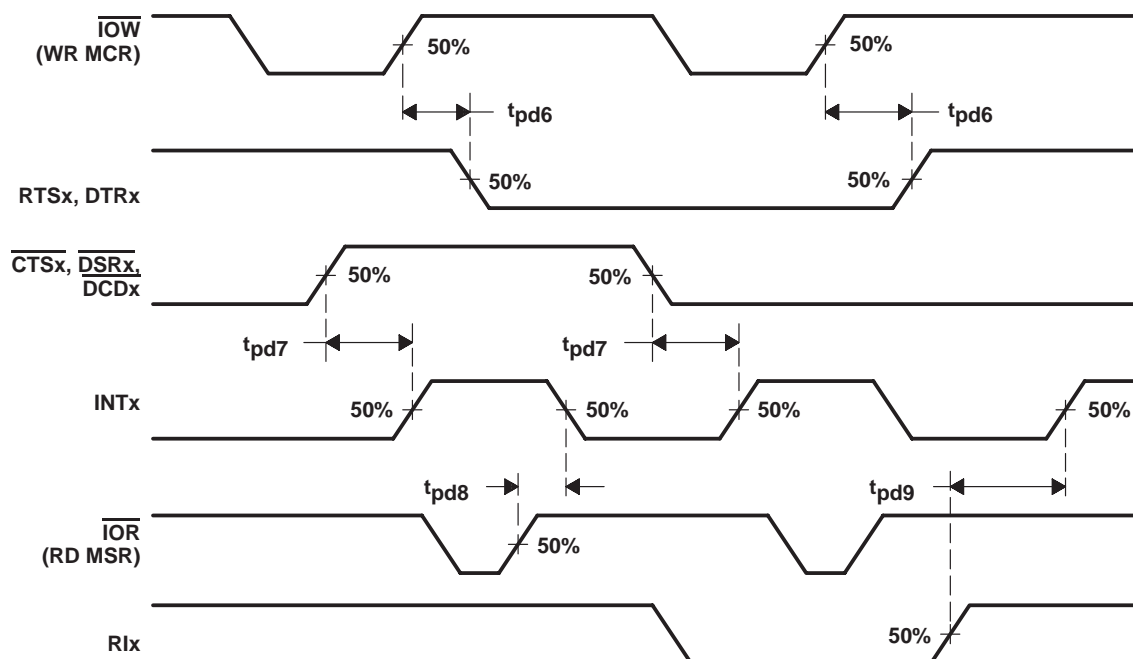 IOW
(WR MCR)
50%
50%
tpd6
tpd6
RTSx, DTRx
50%
50%
CTSx, DSRx,
DCDx
50%
50%
tpd7
tpd7
INTx
50%
50%
50%
50%
tpd8
tpd9
IOR
(RD MSR)
50%
RIx
50%